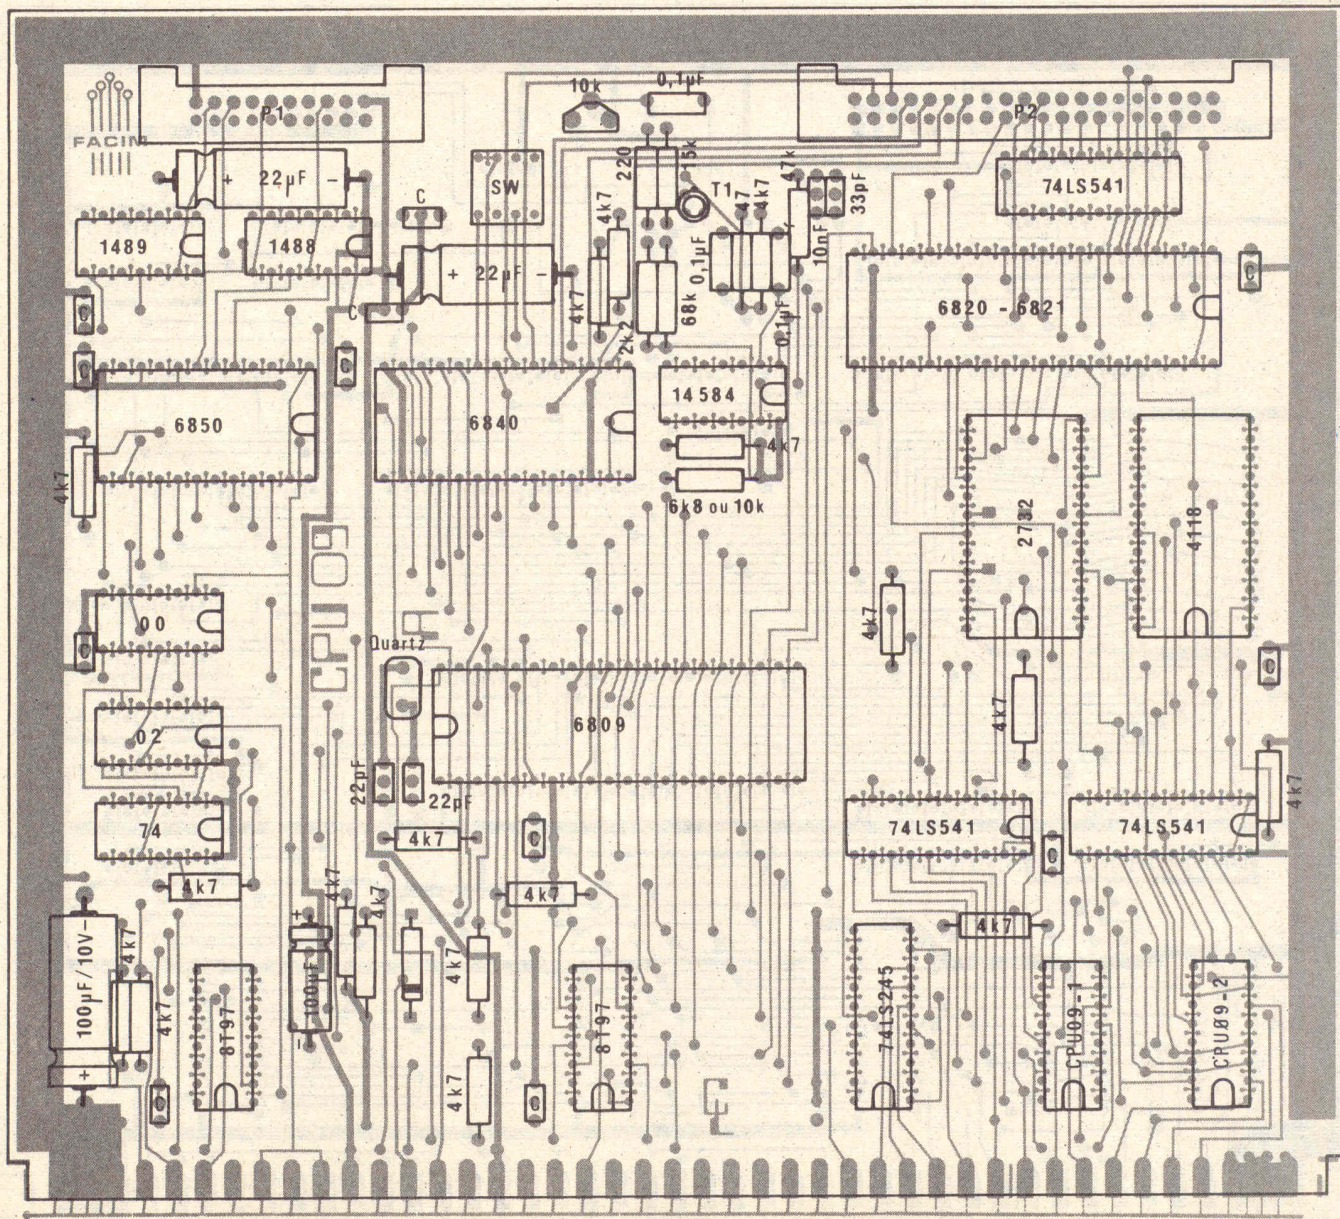 10k
0,1µF
P1
P2
FACIM
22µF
+
−
SW
220
15k
T1
47k
47
4k7
33pF
74LS541
1489
1488
C
C
+
22µF
−
4k7
4k7
2k2
68k
0,1µF
10nF
0,1µF
6820 - 6821
C
C
C
C
C
6850
6840
14584
4k7
6k8 ou 10k
4k7
2732
4118
CPU 09
00
C
4k7
Quartz
C
02
6809
4k7
22pF
22pF
4k7
74
4k7
C
74LS541
C
74LS541
4k7
4k7
4k7
4k7
4k7
100µF/10V
−
+
4k7
4k7
8T97
+
100µF
−
4k7
4k7
8T97
74LS245
CPU09-1
CPU09-2
C
C